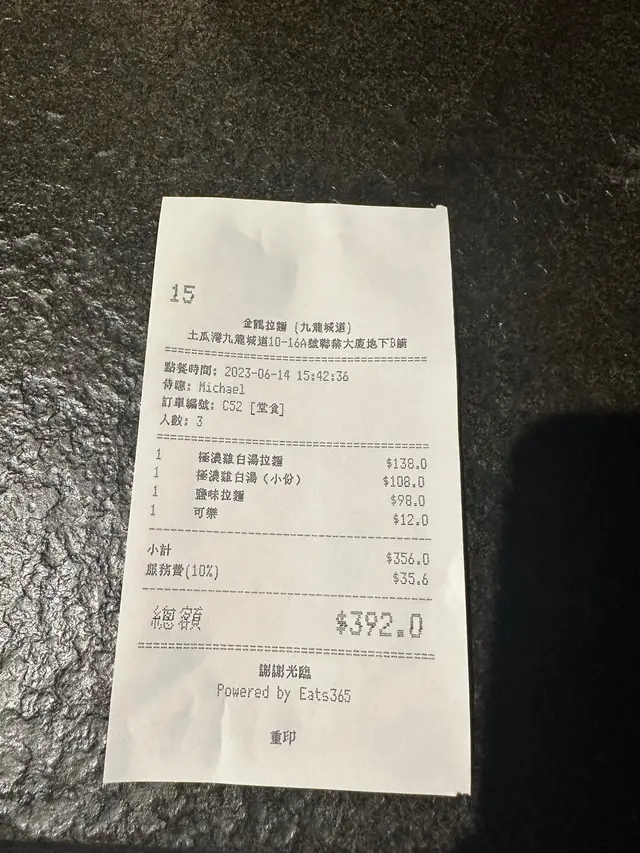 15
金鶴拉麵 (九龍城道)
土瓜灣九龍城道10-16A號聯葉大廈地下B舖
點餐時間: 2023-06-14 15:42:36
侍應: Michael
訂單編號: C52 [堂食]
人數: 3
1 極濃雞白湯拉麵 $138.0
1 極濃雞白湯（小份） $108.0
1 鹽味拉麵 $98.0
1 可樂 $12.0
小計 $356.0
服務費(10%) $35.6
總額 $392.0
謝謝光臨
Powered by Eats365
重印